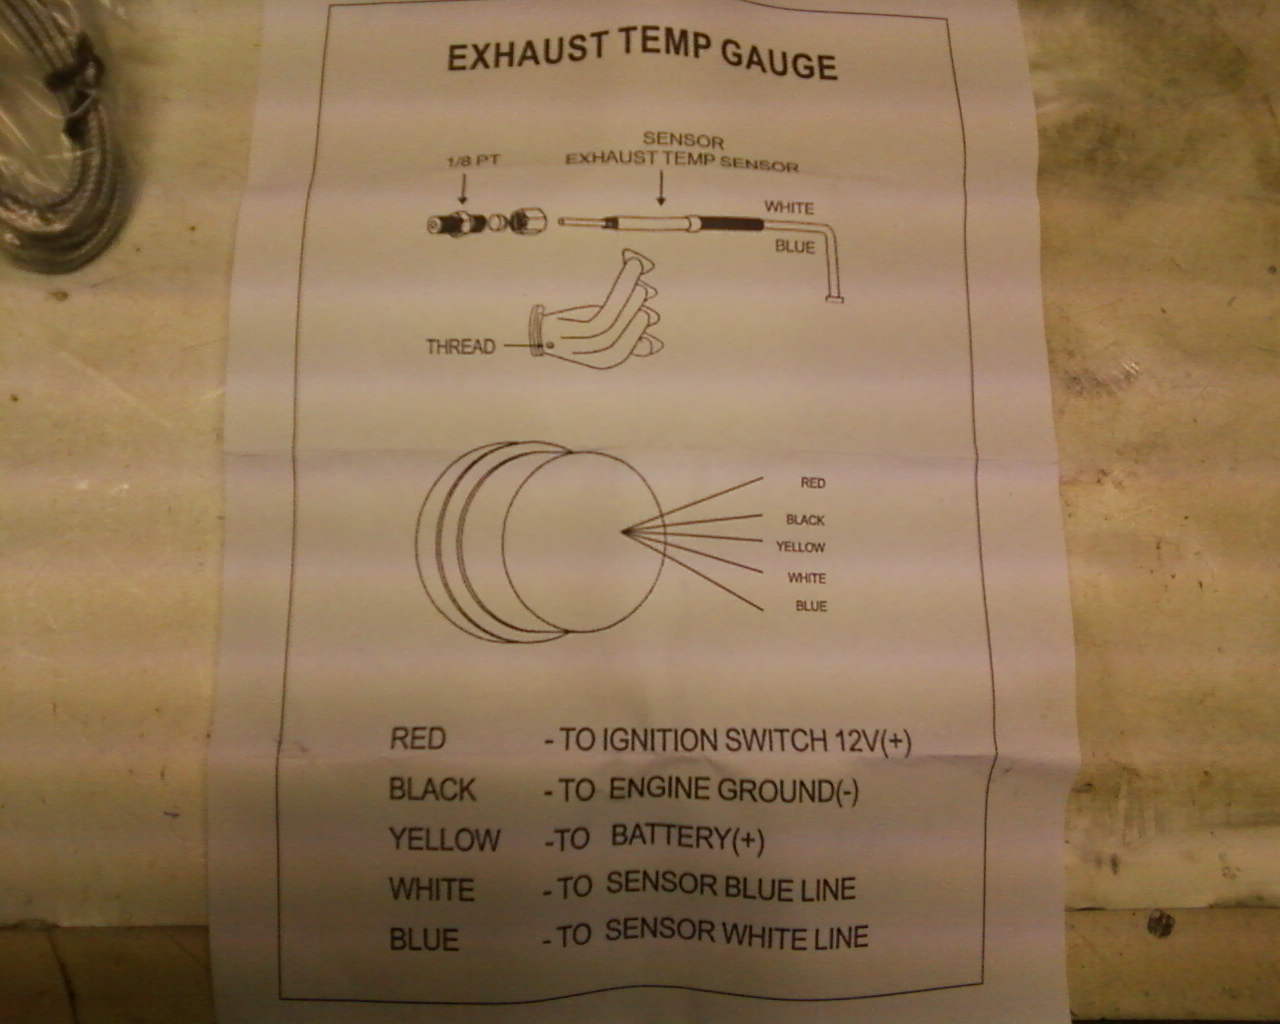 EXHAUST TEMP GAUGE
SENSOR
1/8 PT
EXHAUST TEMP SENSOR
WHITE
BLUE
THREAD
RED
BLACK
YELLOW
WHITE
BLUE
RED - TO IGNITION SWITCH 12V(+)
BLACK - TO ENGINE GROUND(-)
YELLOW -TO BATTERY(+)
WHITE - TO SENSOR BLUE LINE
BLUE - TO SENSOR WHITE LINE